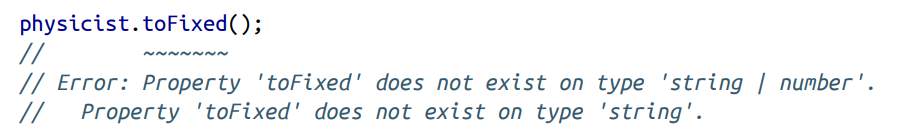 physicist.toFixed();
//        ~~~~~~~
// Error: Property 'toFixed' does not exist on type 'string | number'.
//   Property 'toFixed' does not exist on type 'string'.